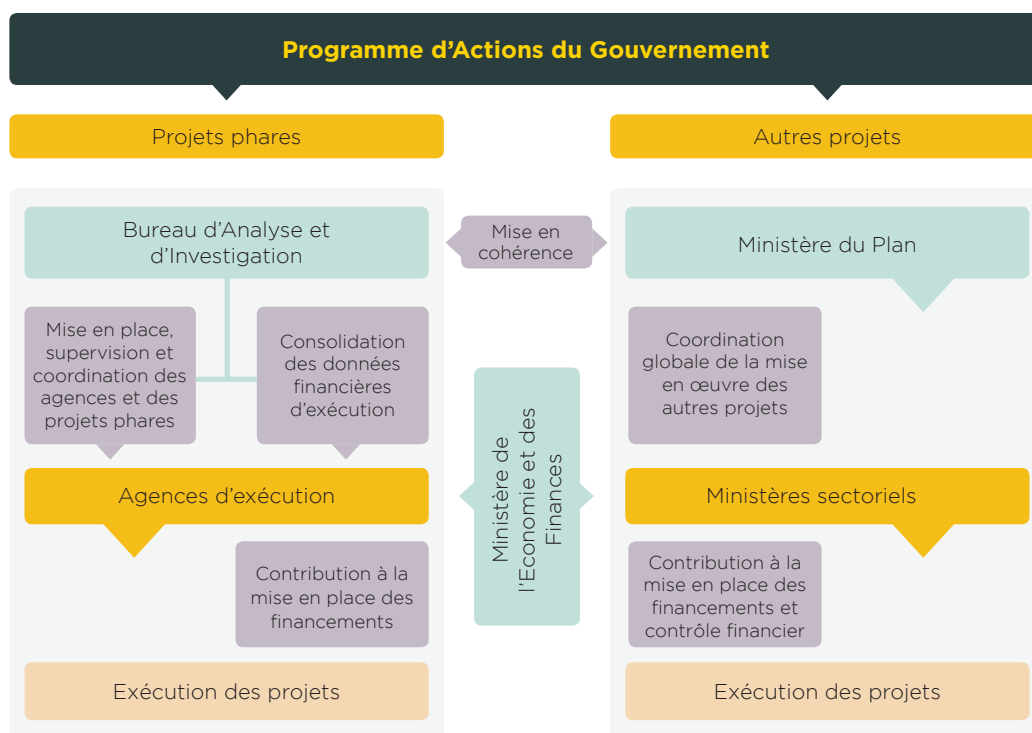 Programme d’Actions du Gouvernement
Projets phares
Autres projets
Bureau d’Analyse et
d’Investigation
Mise en
cohérence
Ministère du Plan
Mise en place,
supervision et
coordination des
agences et des
projets phares
Consolidation
des données
financières
d’exécution
Coordination
globale de la mise
en œuvre des
autres projets
Ministère de
l’Economie et des
Finances
Agences d’exécution
Ministères sectoriels
Contribution à la
mise en place des
financements
Contribution à la
mise en place des
financements et
contrôle financier
Exécution des projets
Exécution des projets